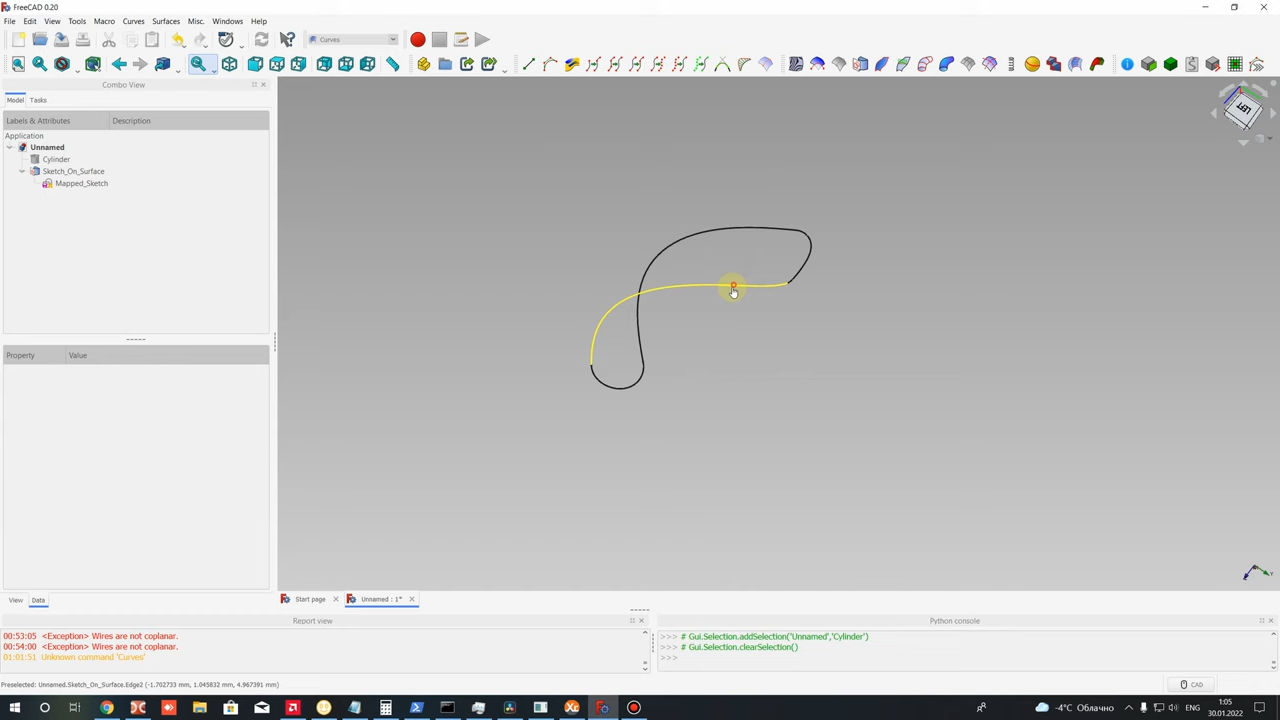 FreeCAD 0.20
File Edit View Tools Macro Curves Surfaces Misc. Windows Help
Curves
Combo View
Model Tasks
Labels & Attributes Description
Application
Unnamed
Cylinder
Sketch_On_Surface
Mapped_Sketch
LEFT
Property Value
View Data
Start page Unnamed : 1*
Report view Python console
00:53:05 <Exception> Wires are not coplanar.
00:54:00 <Exception> Wires are not coplanar.
01:01:51 Unknown command 'Curves'
>>> # Gui.Selection.addSelection('Unnamed','Cylinder')
>>> # Gui.Selection.clearSelection()
>>>
Preselected: Unnamed.Sketch_On_Surface.Edge2 (-1.702733 mm, 1.045832 mm, 4.967391 mm)
CAD
-4°C Облачно
ENG
1:05
30.01.2022